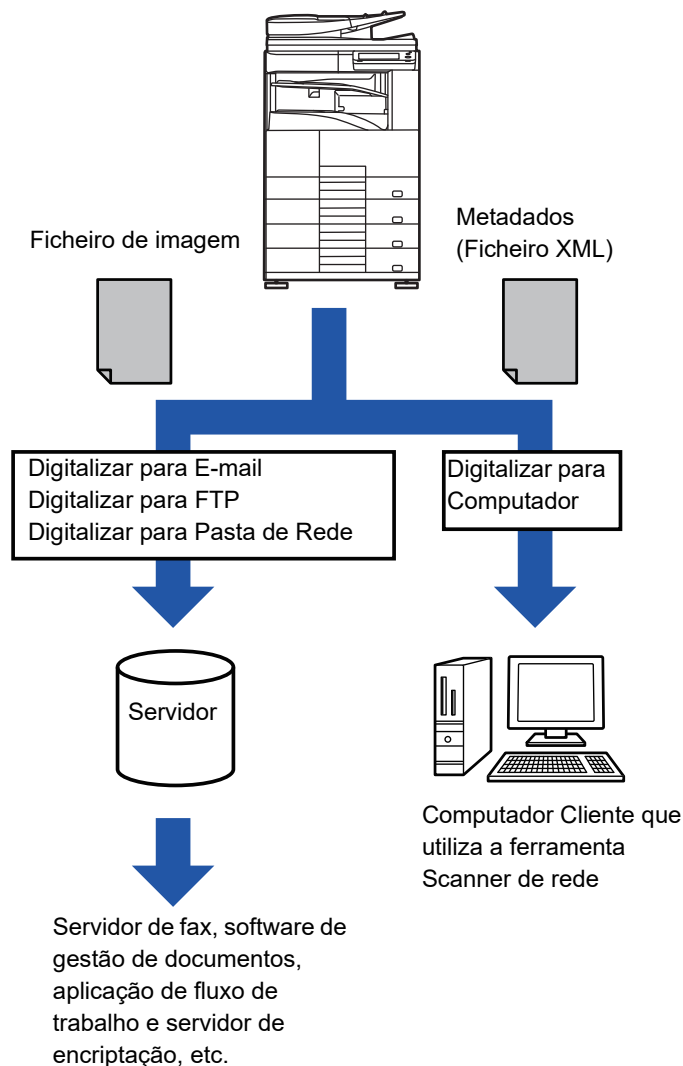 Ficheiro de imagem
Metadados
(Ficheiro XML)
Digitalizar para E-mail
Digitalizar para FTP
Digitalizar para Pasta de Rede
Digitalizar para
Computador
Servidor
Computador Cliente que
utiliza a ferramenta
Scanner de rede
Servidor de fax, software de
gestão de documentos,
aplicação de fluxo de
trabalho e servidor de
encriptação, etc.